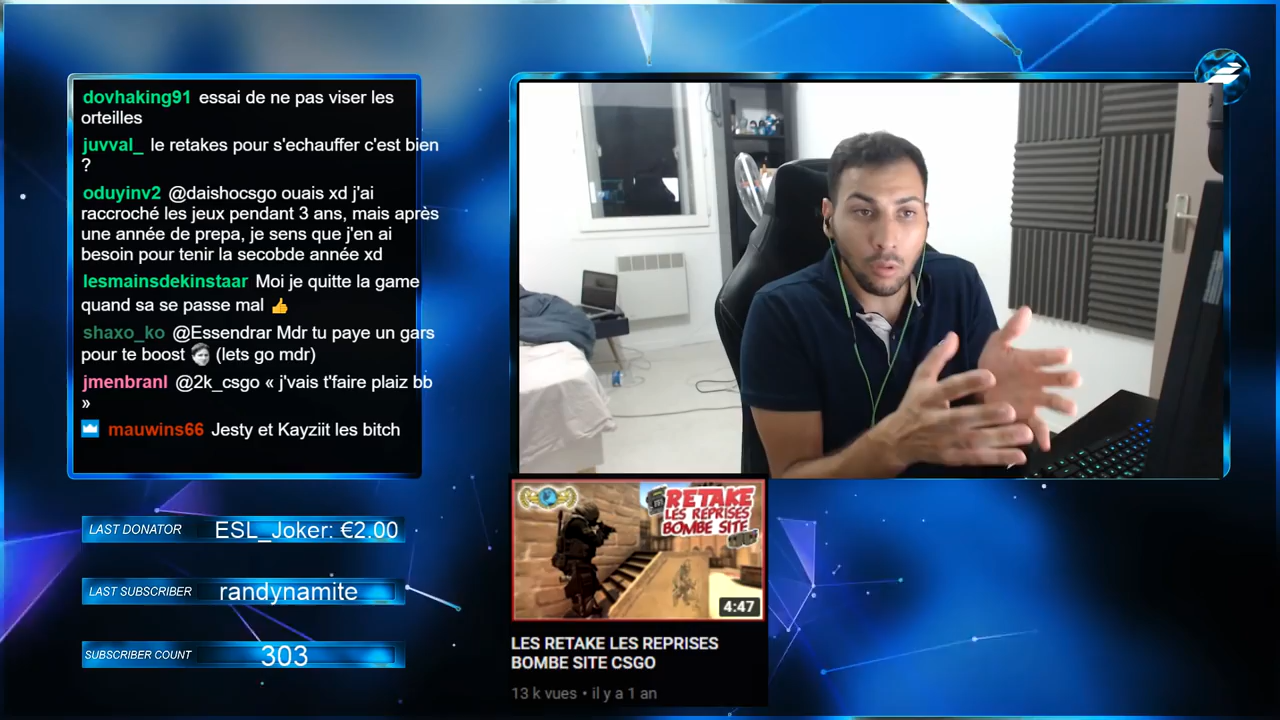 dovhaking91 essai de ne pas viser les
orteilles
juvval_ le retakes pour s'echauffer c'est bien
?
oduyinv2 @daishocsgo ouais xd j'ai
raccroché les jeux pendant 3 ans, mais après
une année de prepa, je sens que j'en ai
besoin pour tenir la secobde année xd
lesmainsdekinstaar Moi je quitte la game
quand sa se passe mal 👍
shaxo_ko @Essendrar Mdr tu paye un gars
pour te boost (lets go mdr)
jmenbranl @2k_csgo « j'vais t'faire plaiz bb
»
mauwins66 Jesty et Kayziit les bitch
LAST DONATOR ESL_Joker: €2.00
LAST SUBSCRIBER randynamite
SUBSCRIBER COUNT 303
RETAKE
LES REPRISES
BOMBE SITE
4:47
LES RETAKE LES REPRISES
BOMBE SITE CSGO
13 k vues • il y a 1 an